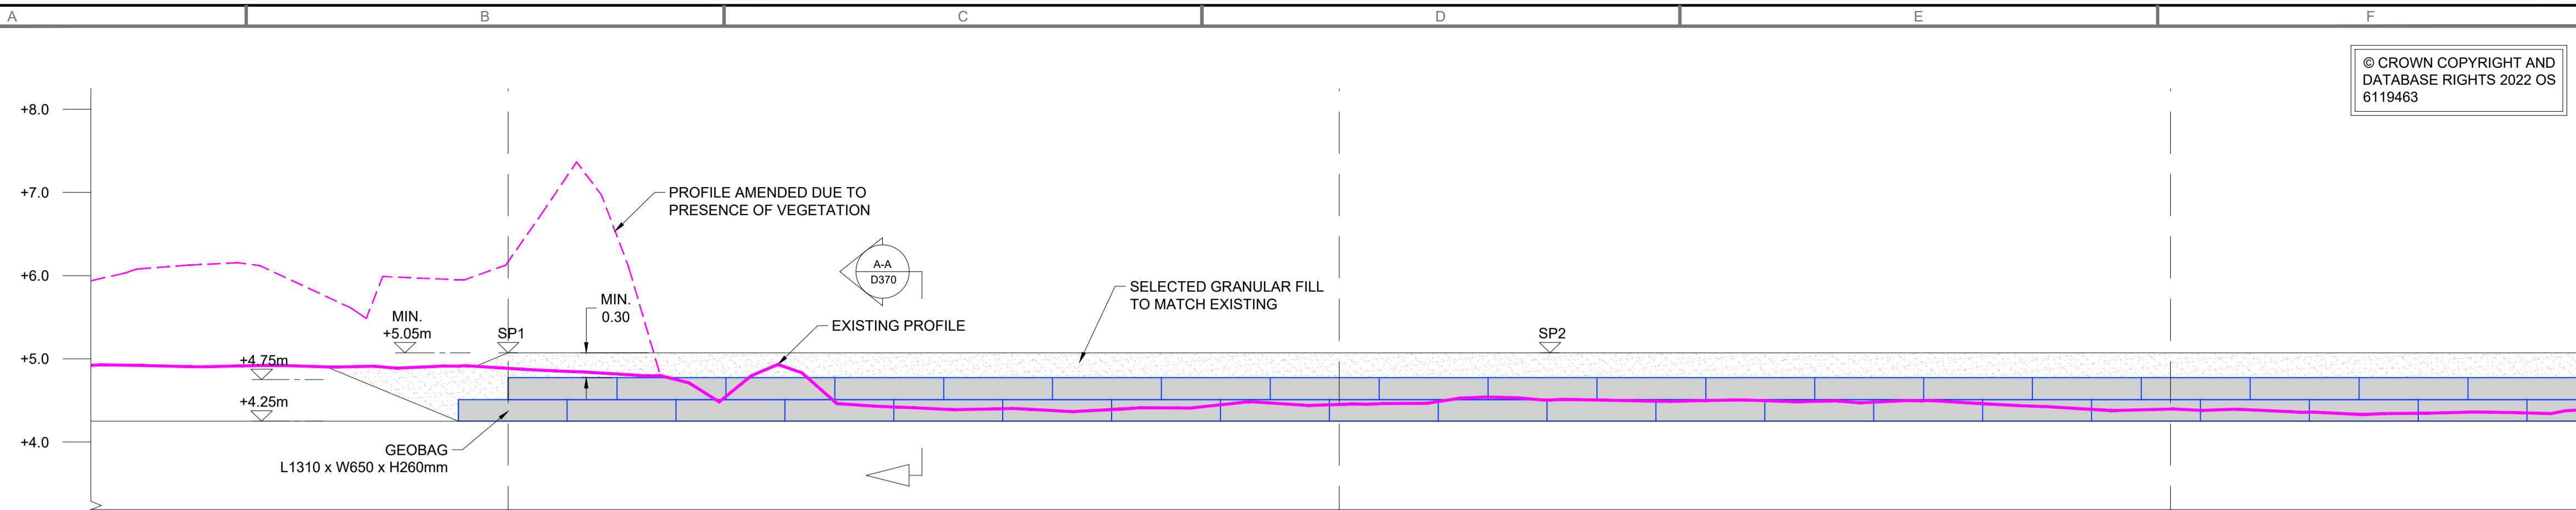 A
B
C
D
E
F
© CROWN COPYRIGHT AND
DATABASE RIGHTS 2022 OS
6119463
+8.0
+7.0
+6.0
+5.0
+4.0
PROFILE AMENDED DUE TO
PRESENCE OF VEGETATION
A-A
D370
SELECTED GRANULAR FILL
TO MATCH EXISTING
MIN.
0.30
EXISTING PROFILE
MIN.
+5.05m
SP1
SP2
+4.75m
+4.25m
GEOBAG
L1310 x W650 x H260mm